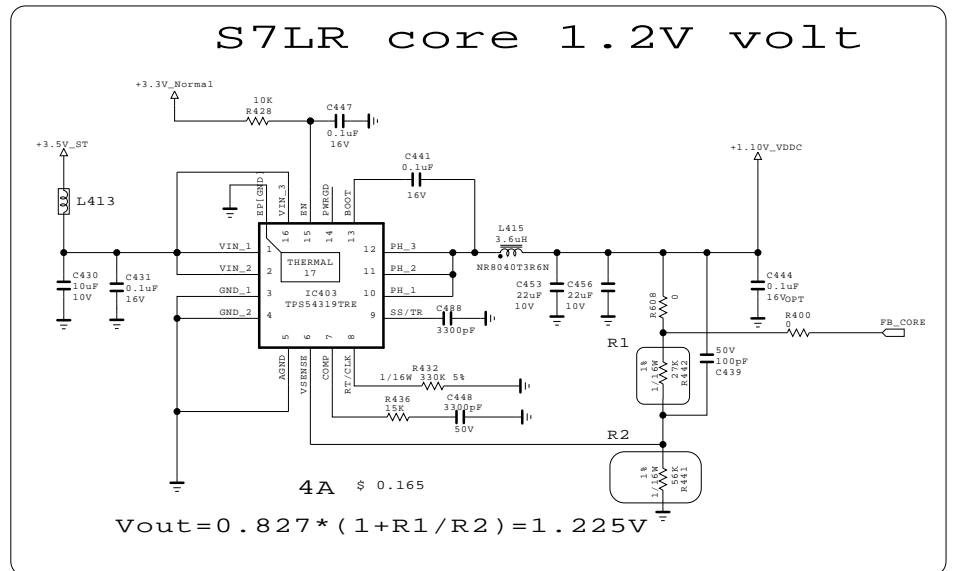 S7LR core 1.2V volt
+3.3V_Normal
10K
R428
C447
0.1uF
16V
+3.5V_ST
L413
C441
0.1uF
16V
+1.10V_VDDC
EP[GND]
VIN_3
EN
PWRGD
BOOT
16
15
14
13
L415
3.6uH
NR8040T3R6N
VIN_1
1
VIN_2
2
GND_1
3
GND_2
4
THERMAL
17
IC403
TPS54319TRE
12
PH_3
11
PH_2
10
PH_1
9
SS/TR
C430
10uF
10V
C431
0.1uF
16V
C488
3300pF
C453
22uF
10V
C456
22uF
10V
C444
0.1uF
16V
OPT
R608
0
R400
0
FB_CORE
5
6
7
8
AGND
VSENSE
COMP
RT/CLK
R432
1/16W 330K 5%
R436
15K
C448
3300pF
50V
R1
1%
1/16W
27K
R442
50V
100pF
C439
R2
1%
1/16W
56K
R441
4A $ 0.165
Vout=0.827*(1+R1/R2)=1.225V